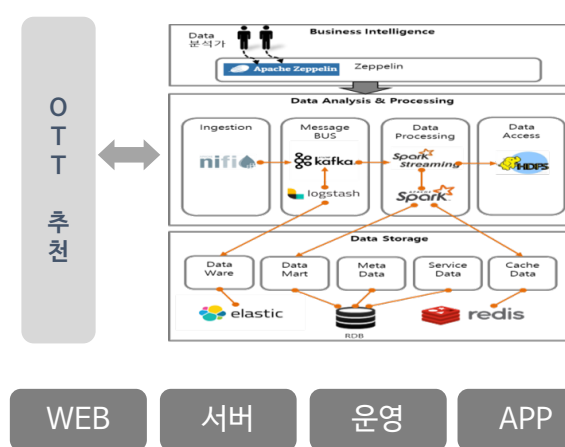 OTT 추천
Business Intelligence
Data
분석가
Apache Zeppelin
Zeppelin
Data Analysis & Processing
Ingestion
nifi
Message
BUS
kafka
logstash
Data
Processing
Spark
Streaming
APACHE
Spark
Data
Access
HDFS
Data Storage
Data
Ware
Data
Mart
Meta
Data
Service
Data
Cache
Data
elastic
RDB
redis
WEB
서버
운영
APP